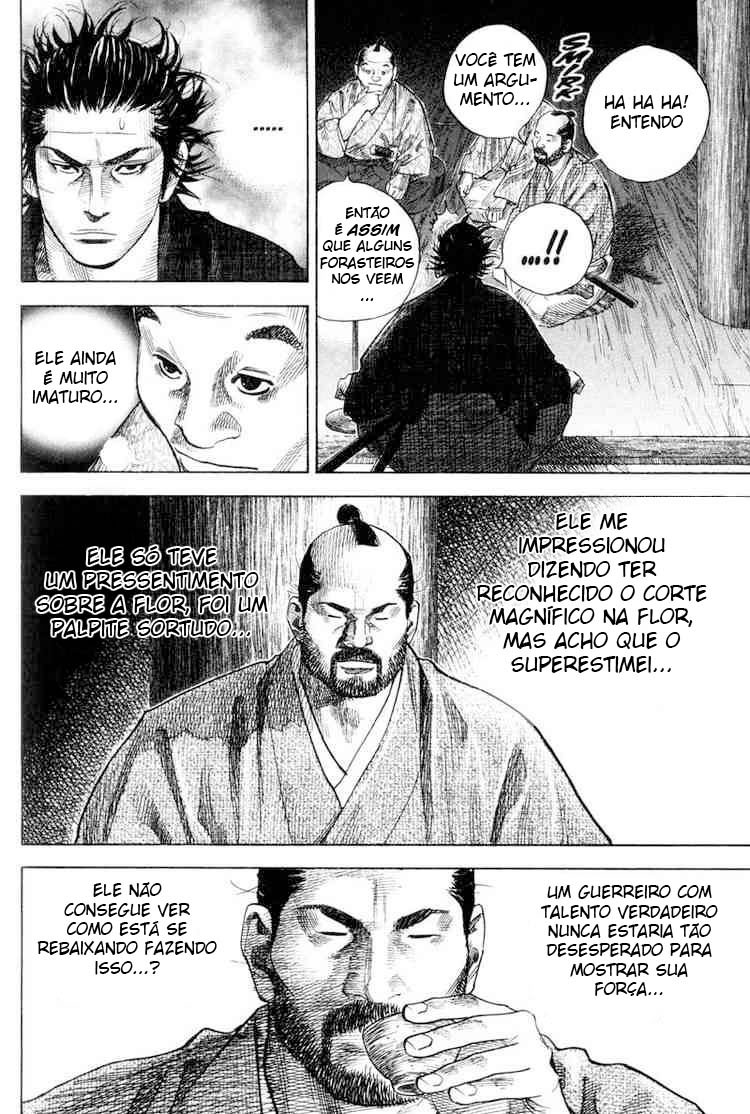 HA HA HA!
ENTENDO
SMIRK
VOCÊ TEM
UM ARGU-
MENTO...
....!!
ENTÃO
É ASSIM
QUE ALGUNS
FORASTEIROS
NOS VEEM
...
.....
ELE AINDA
É MUITO
IMATURO...
ELE ME
IMPRESSIONOU
DIZENDO TER
RECONHECIDO O CORTE
MAGNÍFICO NA FLOR,
MAS ACHO QUE O
SUPERESTIMEI...
ELE SÓ TEVE
UM PRESSENTIMENTO
SOBRE A FLOR, FOI UM
PALPITE SORTUDO...
UM GUERREIRO COM
TALENTO VERDADEIRO
NUNCA ESTARIA TÃO
DESESPERADO PARA
MOSTRAR SUA
FORÇA...
ELE NÃO
CONSEGUE VER
COMO ESTÁ SE
REBAIXANDO FAZENDO
ISSO...?